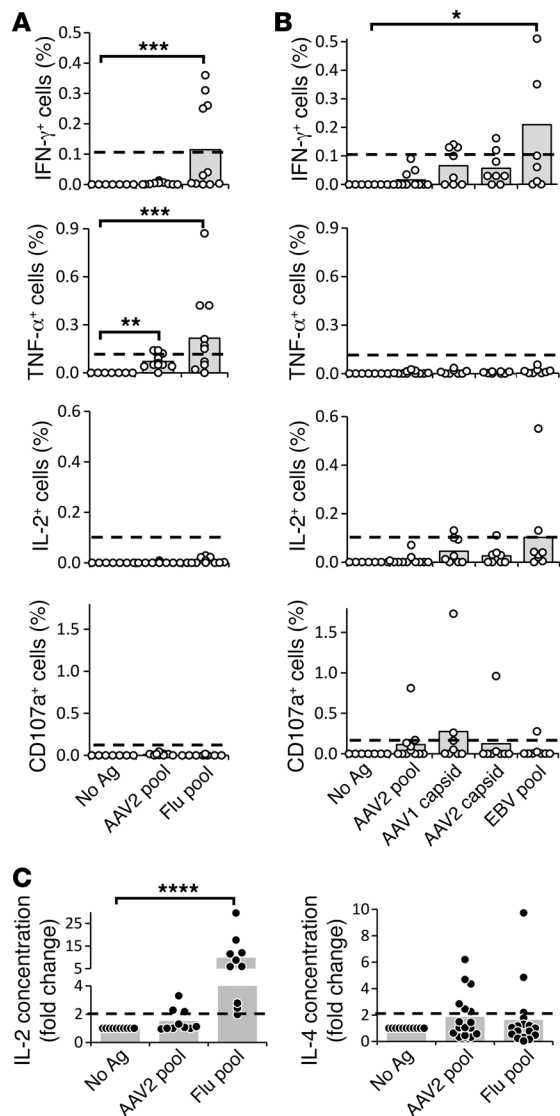 A
B
***
*
IFN-γ⁺ cells (%)
0.5
0.4
0.3
0.2
0.1
0.0
IFN-γ⁺ cells (%)
0.5
0.4
0.3
0.2
0.1
0.0
***
**
TNF-α⁺ cells (%)
0.9
0.6
0.3
0.0
TNF-α⁺ cells (%)
0.9
0.6
0.3
0.0
IL-2⁺ cells (%)
0.6
0.4
0.2
0.0
IL-2⁺ cells (%)
0.6
0.4
0.2
0.0
CD107a⁺ cells (%)
1.5
1.0
0.5
0.0
No Ag
AAV2 pool
Flu pool
CD107a⁺ cells (%)
1.5
1.0
0.5
0.0
No Ag
AAV2 pool
AAV1 capsid
AAV2 capsid
EBV pool
C
****
IL-2 concentration
(fold change)
25
15
5
4
2
0
No Ag
AAV2 pool
Flu pool
IL-4 concentration
(fold change)
10
8
6
4
2
0
No Ag
AAV2 pool
Flu pool